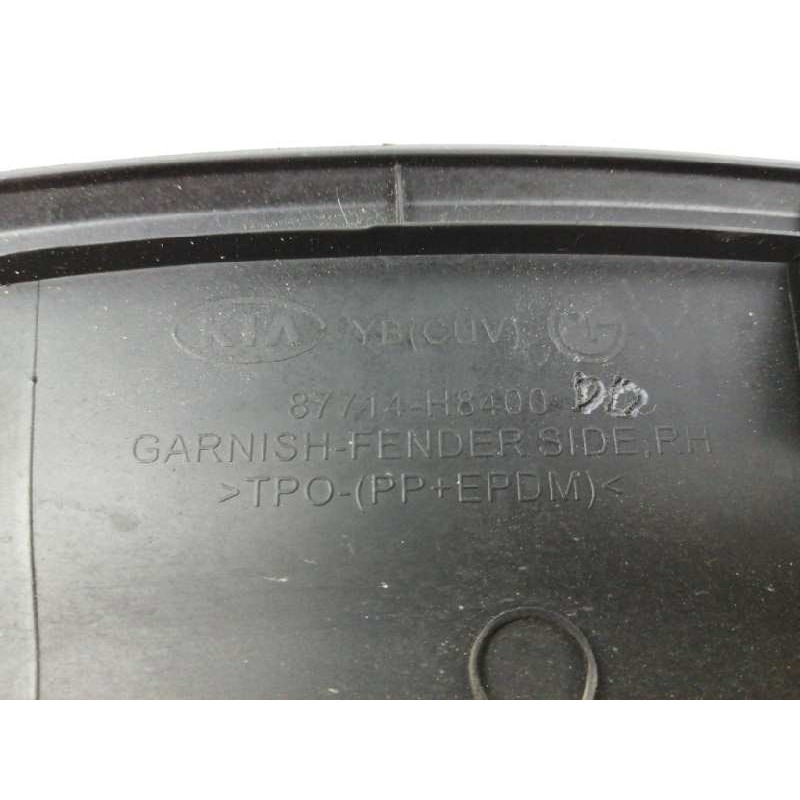 KIA YB(CUV)
87714-H8400
GARNISH-FENDER SIDE,RH
>TPO-(PP+EPDM)<